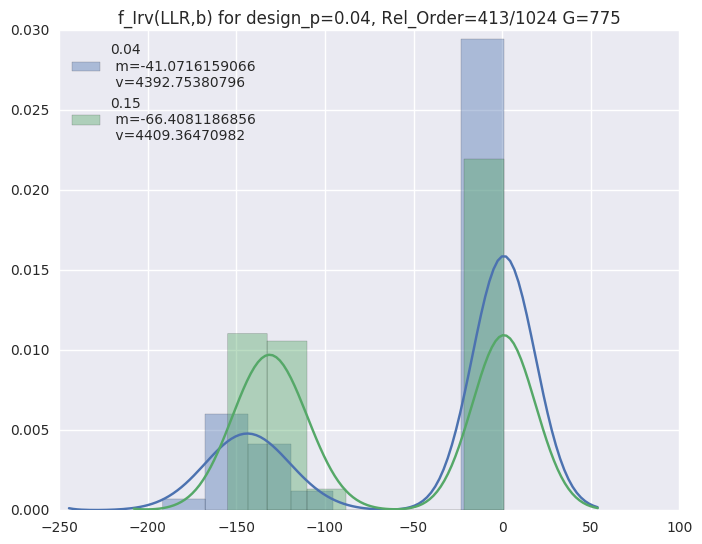 f_Irv(LLR,b) for design_p=0.04, Rel_Order=413/1024 G=775
0.030
0.025
0.020
0.015
0.010
0.005
0.000
0.04
m=-41.0716159066
v=4392.75380796
0.15
m=-66.4081186856
v=4409.36470982
−250 −200 −150 −100 −50 0 50 100